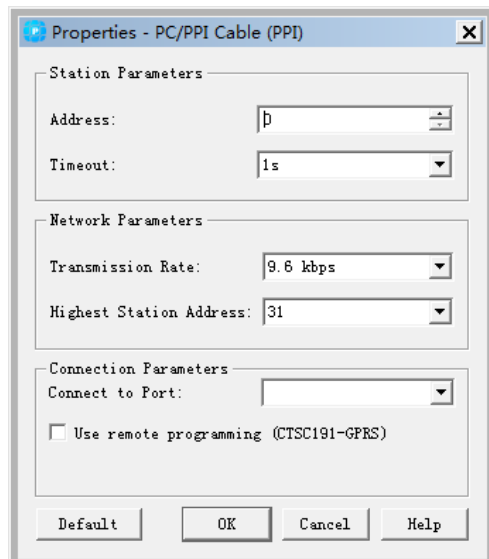 Properties - PC/PPI Cable (PPI)
Station Parameters
Address: 0
Timeout: 1s
Network Parameters
Transmission Rate: 9.6 kbps
Highest Station Address: 31
Connection Parameters
Connect to Port:
Use remote programming (CTSC191-GPRS)
Default OK Cancel Help